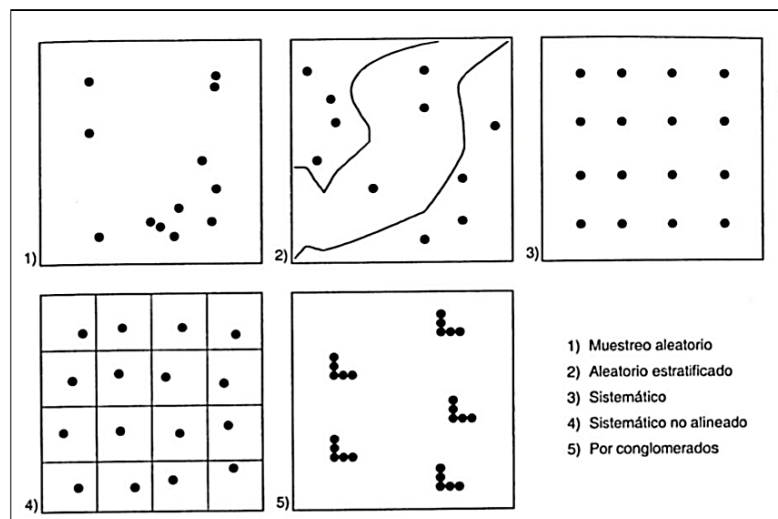 1)
2)
3)
4)
5)
1) Muestreo aleatorio
2) Aleatorio estratificado
3) Sistemático
4) Sistemático no alineado
5) Por conglomerados